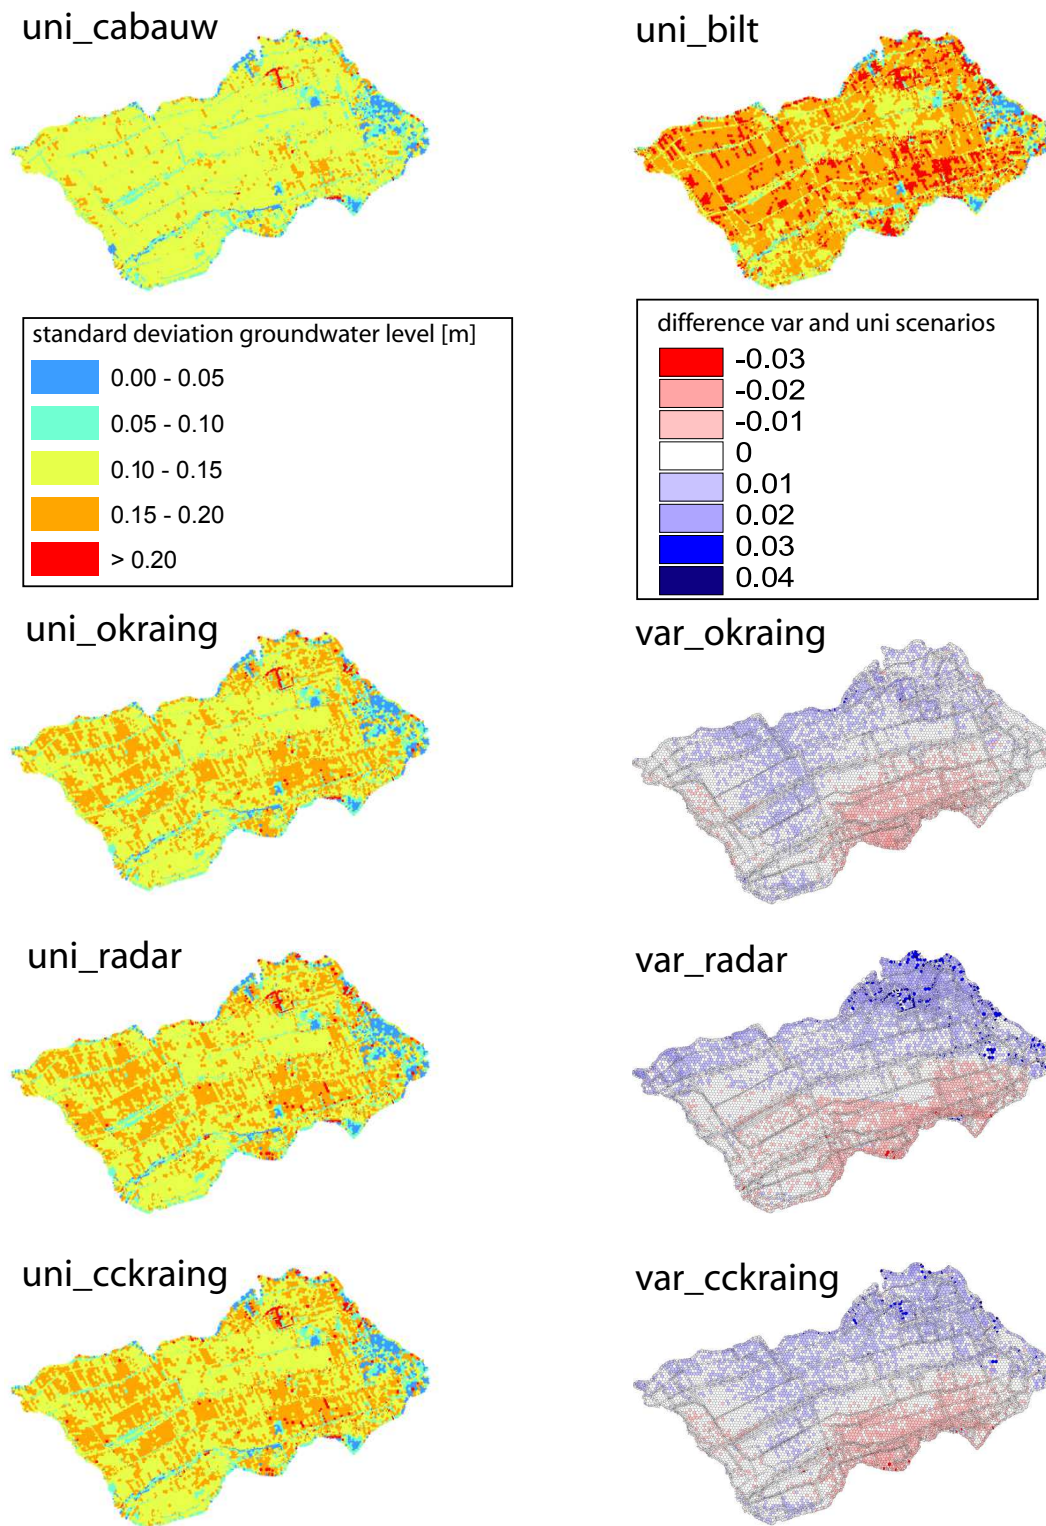 uni_cabauw
uni_bilt
standard deviation groundwater level [m]
0.00 - 0.05
0.05 - 0.10
0.10 - 0.15
0.15 - 0.20
> 0.20
difference var and uni scenarios
-0.03
-0.02
-0.01
0
0.01
0.02
0.03
0.04
uni_okraing
var_okraing
uni_radar
var_radar
uni_cckraing
var_cckraing